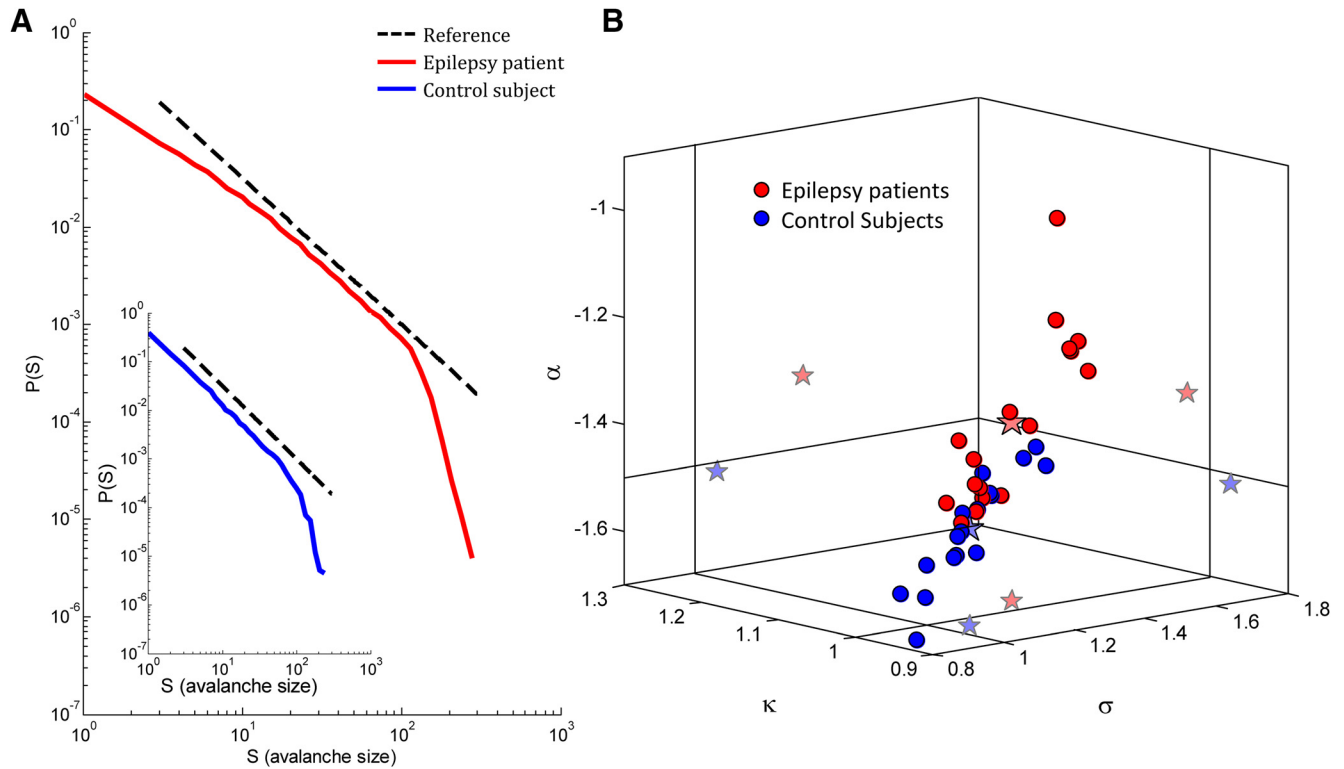 A
10^0
10^-1
10^-2
10^-3
10^-4
10^-5
10^-6
10^-7
P(S)
Reference
Epilepsy patient
Control subject
10^0
10^-1
10^-2
10^-3
10^-4
10^-5
10^-6
10^-7
P(S)
10^0 10^1 10^2 10^3
S (avalanche size)
10^0 10^1 10^2 10^3
S (avalanche size)
B
Epilepsy patients
Control Subjects
-1
-1.2
-1.4
-1.6
α
1.3
1.2
1.1
1
0.9
κ
0.8
1
1.2
1.4
1.6
1.8
σ